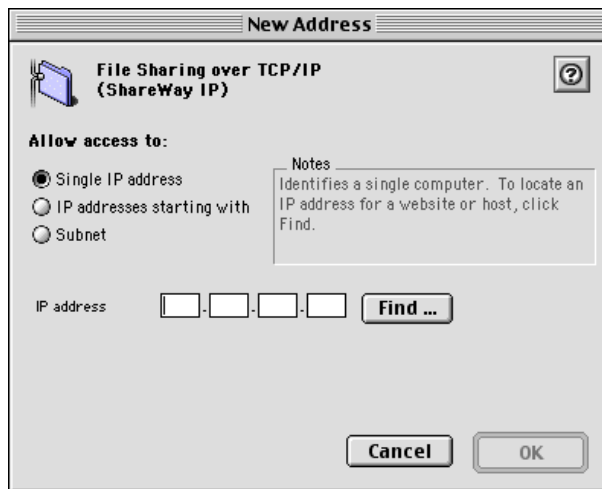 New Address
File Sharing over TCP/IP
(ShareWay IP)
?
Allow access to:
Single IP address
IP addresses starting with
Subnet
Notes
Identifies a single computer. To locate an
IP address for a website or host, click
Find.
IP address . . . Find ...
Cancel OK